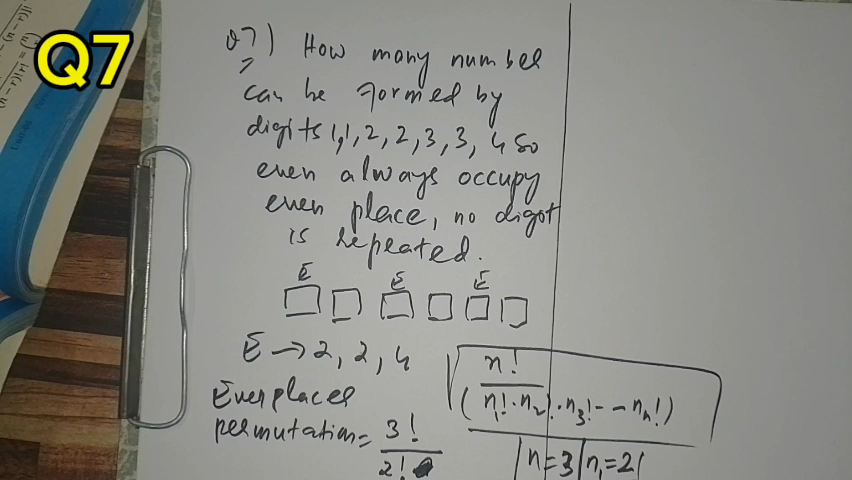 Q7
Q7) How many number
can be formed by
digits 1,1, 2, 2, 3, 3, 4 so
even always occupy
even place, no digot
is repeated.
E E E
E → 2, 2, 4
Even places
permutation = 3!
2!
n!
(n₁! · n₂! · n₃! - - nₙ!)
n = 3 | n₁ = 2!